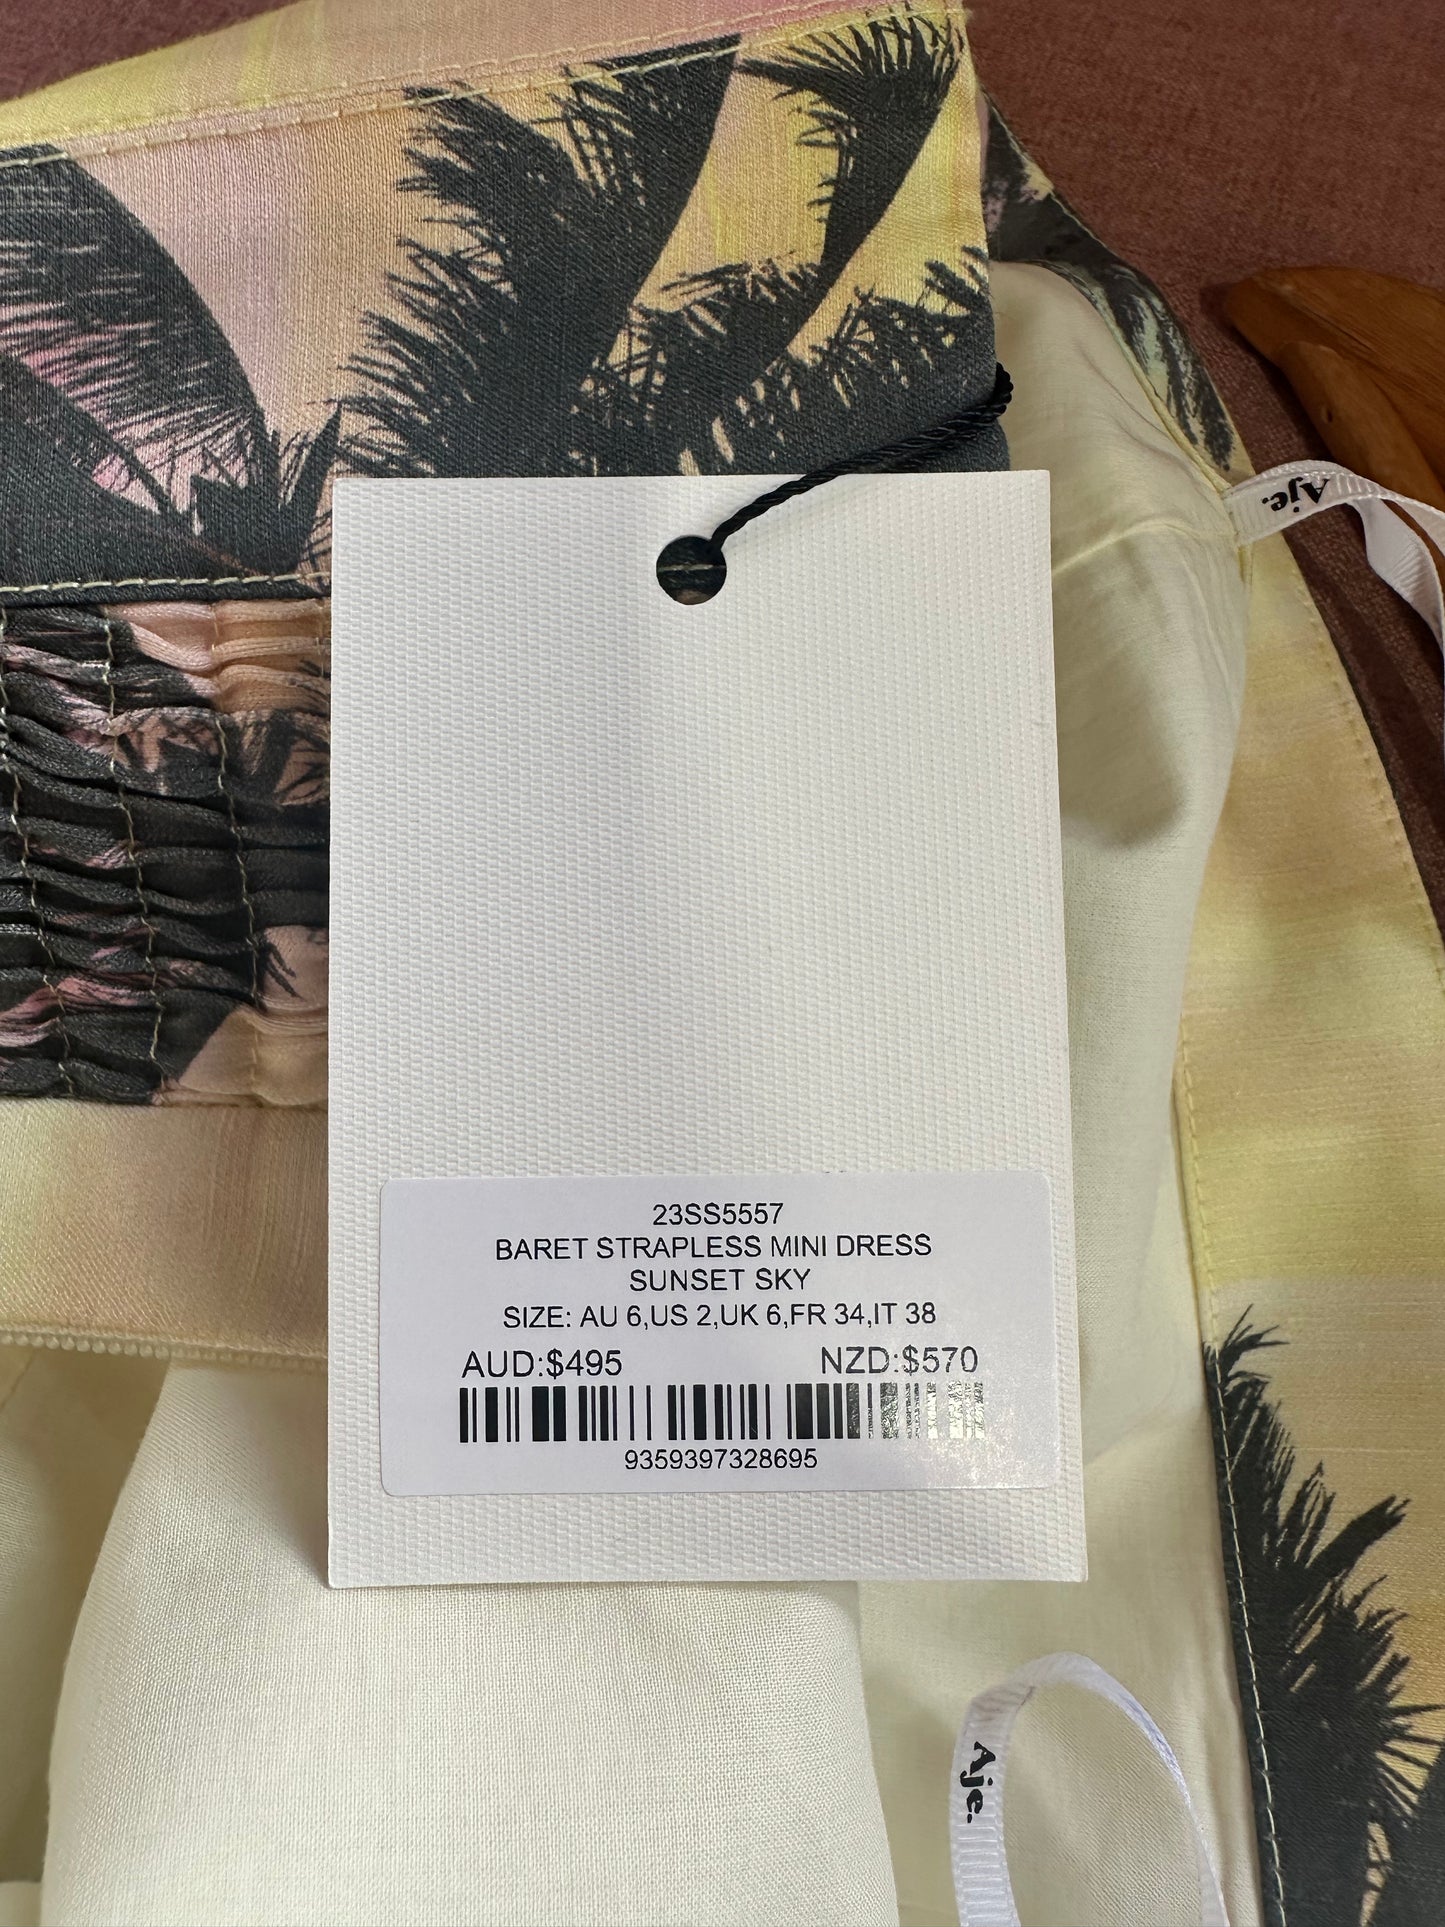 Aje.
23SS5557
BARET STRAPLESS MINI DRESS
SUNSET SKY
SIZE: AU 6,US 2,UK 6,FR 34,IT 38
AUD:$495 NZD:$570
9359397328695
Aje.